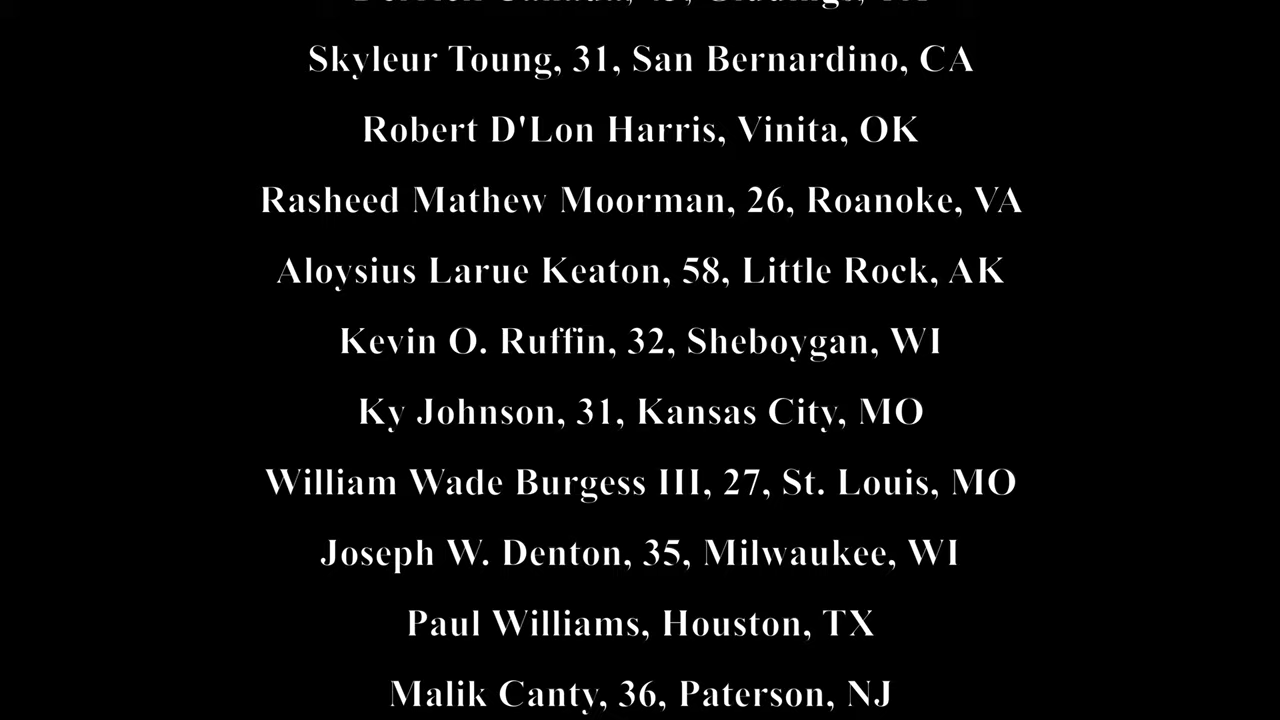 Skyleur Toung, 31, San Bernardino, CA
Robert D'Lon Harris, Vinita, OK
Rasheed Mathew Moorman, 26, Roanoke, VA
Aloysius Larue Keaton, 58, Little Rock, AK
Kevin O. Ruffin, 32, Sheboygan, WI
Ky Johnson, 31, Kansas City, MO
William Wade Burgess III, 27, St. Louis, MO
Joseph W. Denton, 35, Milwaukee, WI
Paul Williams, Houston, TX
Malik Canty, 36, Paterson, NJ